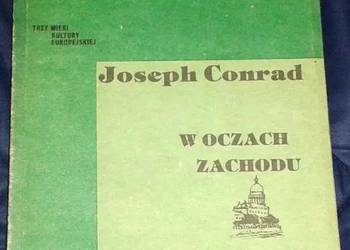 TRZY WIEKI
KULTURY
EUROPEJSKIEJ
Joseph Conrad
W OCZACH
ZACHODU